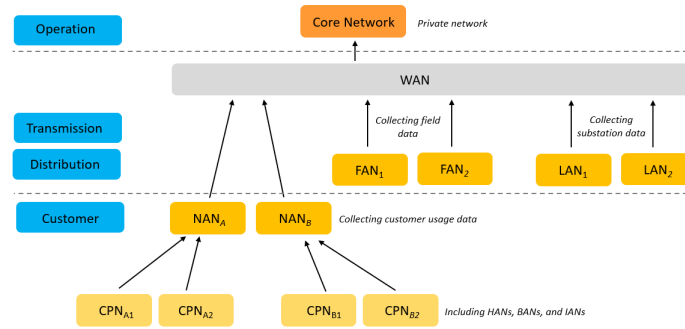 Operation
Core Network
Private network
WAN
Transmission
Collecting field
data
Collecting
substation data
Distribution
FAN1
FAN2
LAN1
LAN2
Customer
NANA
NANB
Collecting customer usage data
CPNA1
CPNA2
CPNB1
CPNB2
Including HANs, BANs, and IANs